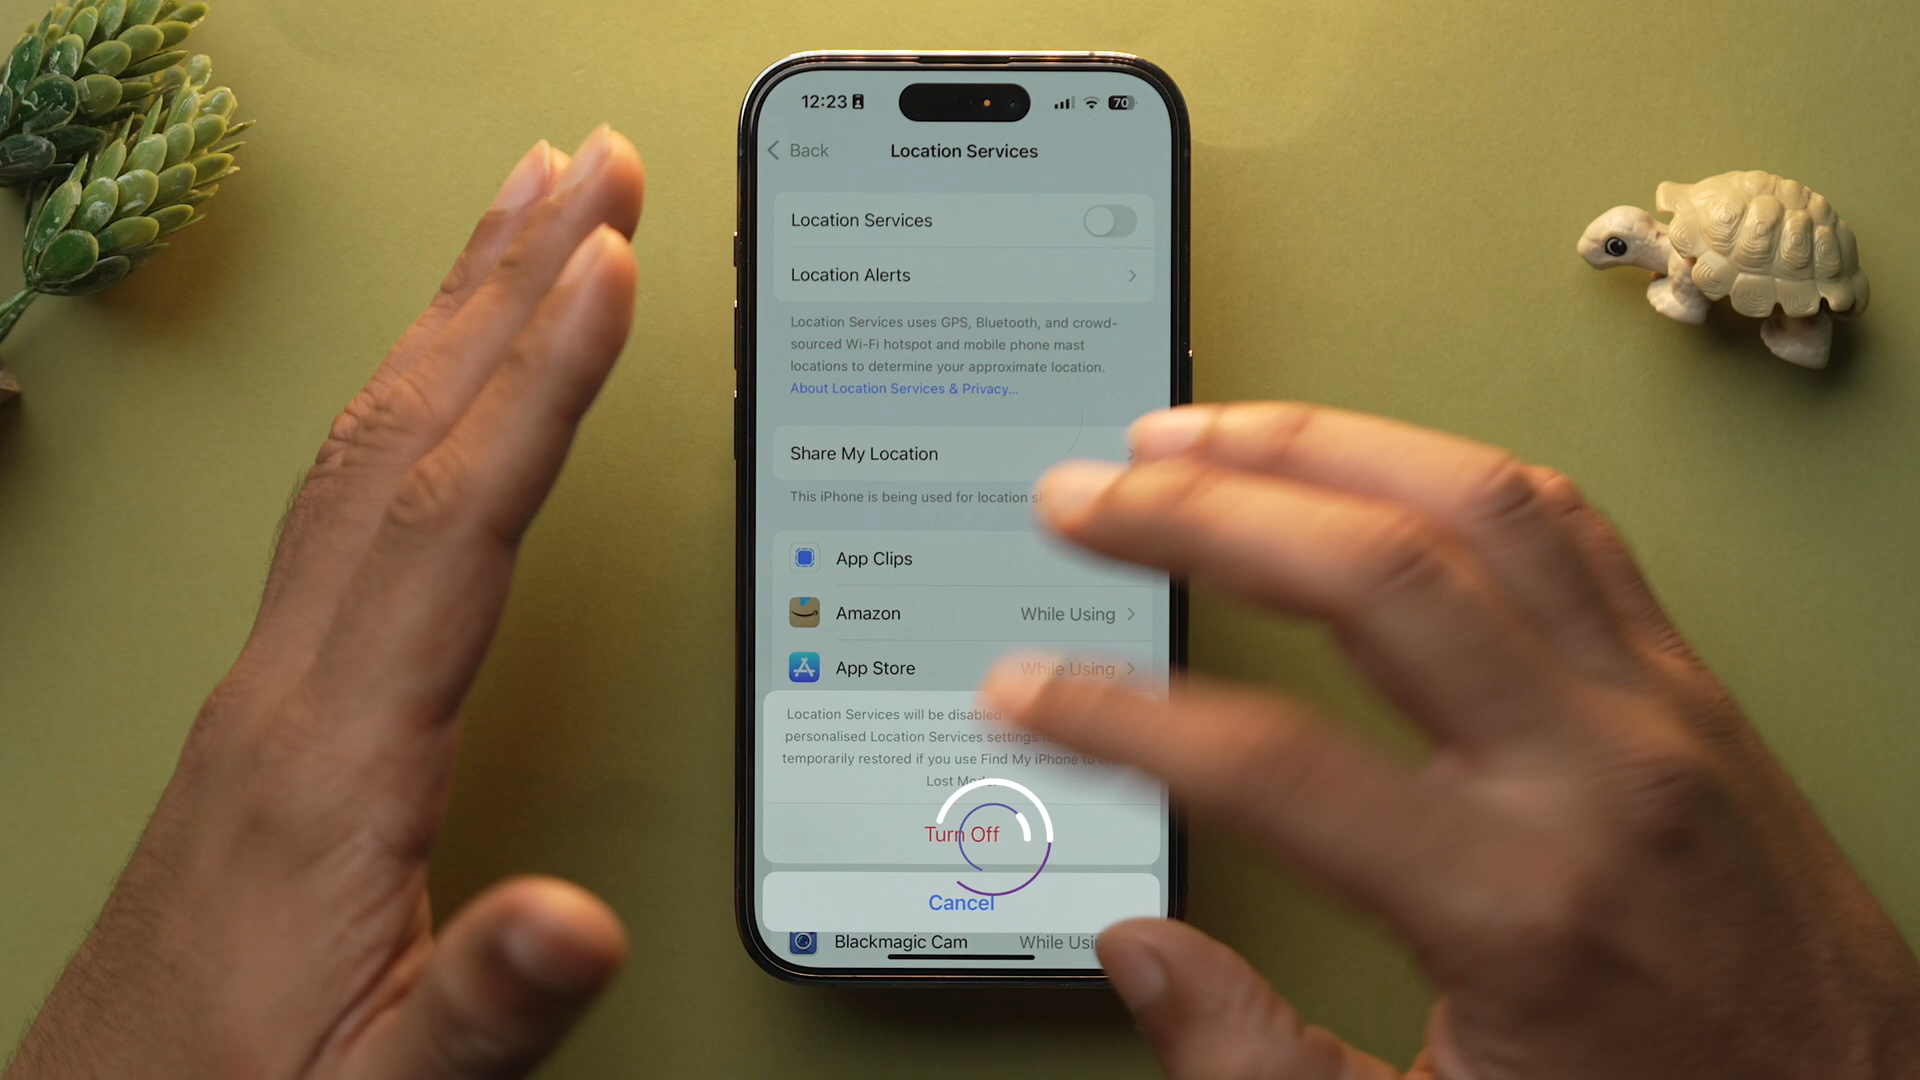 12:23
70
Back
Location Services
Location Services
Location Alerts
Location Services uses GPS, Bluetooth, and crowd-
sourced Wi-Fi hotspot and mobile phone mast
locations to determine your approximate location.
About Location Services & Privacy...
Share My Location
This iPhone is being used for location
App Clips
Amazon While Using
App Store While Using
Location Services will be disabled
personalised Location Services settings
temporarily restored if you use Find My iPhone to
Lost
Turn Off
Cancel
Blackmagic Cam While